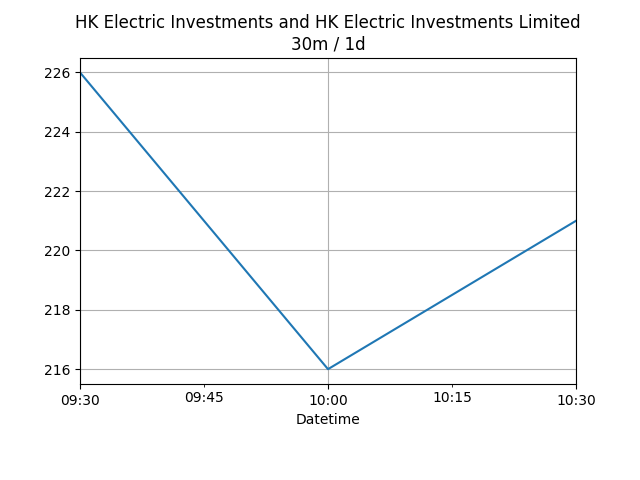 HK Electric Investments and HK Electric Investments Limited
30m / 1d
226
224
222
220
218
216
09:30 09:45 10:00 10:15 10:30
Datetime